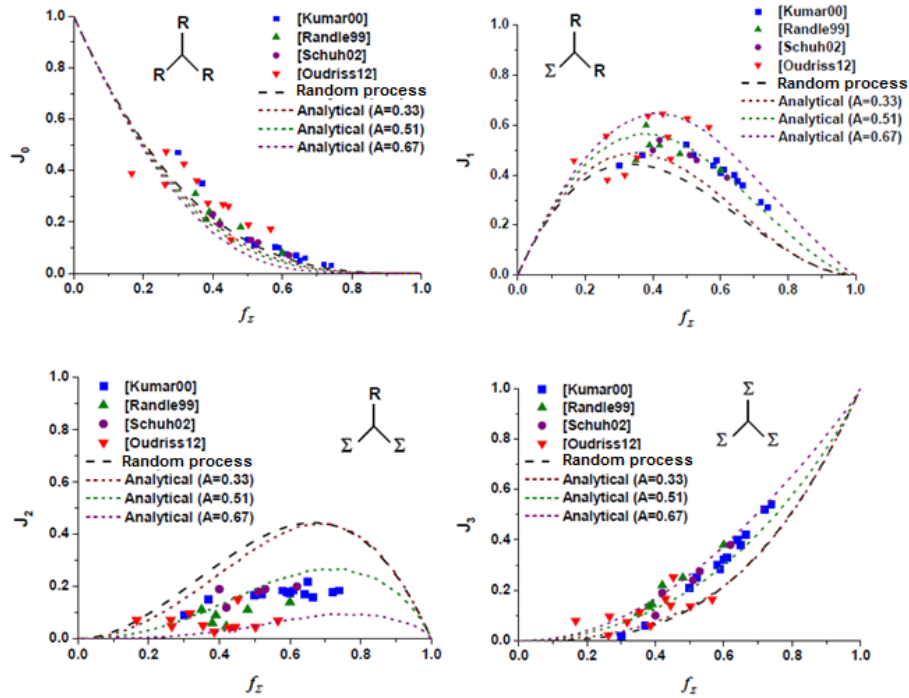 R
R R
[Kumar00]
[Randle99]
[Schuh02]
[Oudriss12]
Random process
Analytical (A=0.33)
Analytical (A=0.51)
Analytical (A=0.67)
J0
1.0
0.8
0.6
0.4
0.2
0.0
0.0 0.2 0.4 0.6 0.8 1.0
fΣ
R
Σ R
[Kumar00]
[Randle99]
[Schuh02]
[Oudriss12]
Random process
Analytical (A=0.33)
Analytical (A=0.51)
Analytical (A=0.67)
J1
1.0
0.8
0.6
0.4
0.2
0.0
0.0 0.2 0.4 0.6 0.8 1.0
fΣ
[Kumar00]
[Randle99]
[Schuh02]
[Oudriss12]
Random process
Analytical (A=0.33)
Analytical (A=0.51)
Analytical (A=0.67)
R
Σ Σ
J2
1.0
0.8
0.6
0.4
0.2
0.0
0.0 0.2 0.4 0.6 0.8 1.0
fΣ
[Kumar00]
[Randle99]
[Schuh02]
[Oudriss12]
Random process
Analytical (A=0.33)
Analytical (A=0.51)
Analytical (A=0.67)
Σ
Σ Σ
J3
1.0
0.8
0.6
0.4
0.2
0.0
0.0 0.2 0.4 0.6 0.8 1.0
fΣ